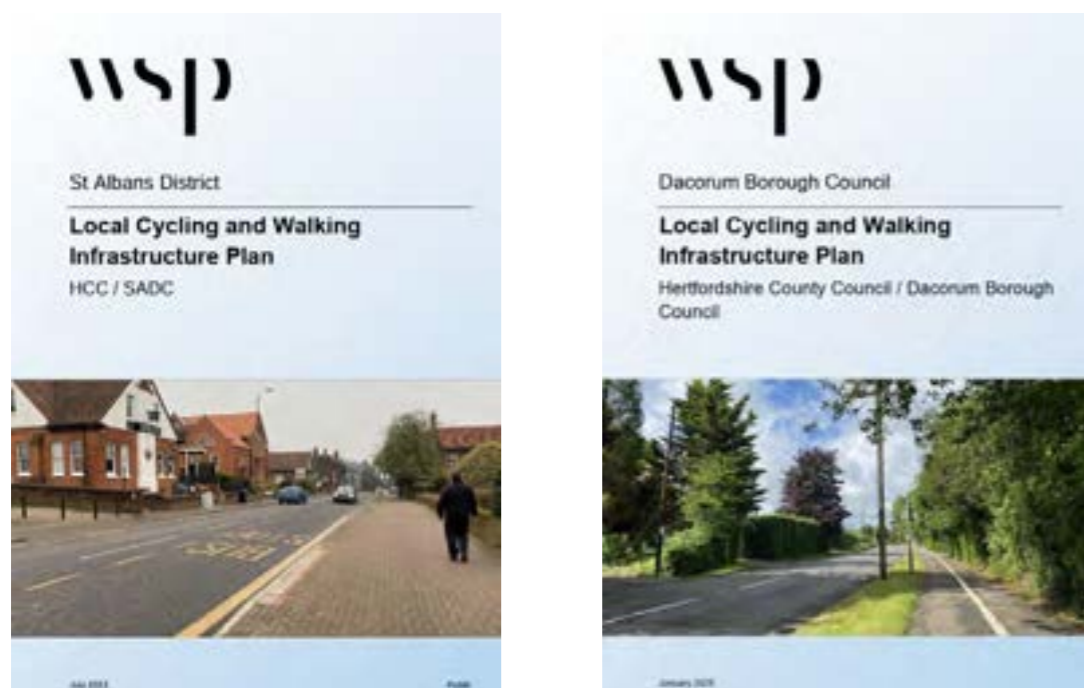 wsp
St Albans District
Local Cycling and Walking
Infrastructure Plan
HCC / SADC
wsp
Dacorum Borough Council
Local Cycling and Walking
Infrastructure Plan
Hertfordshire County Council / Dacorum Borough
Council